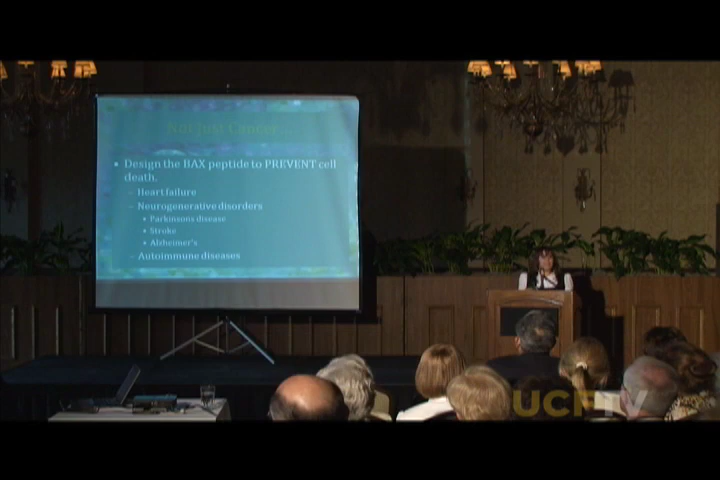 Not Just Cancer...
• Design the BAX peptide to PREVENT cell
death.
– Heart failure
– Neurogenerative disorders
• Parkinsons disease
• Stroke
• Alzheimer's
– Autoimmune diseases
UCFTV